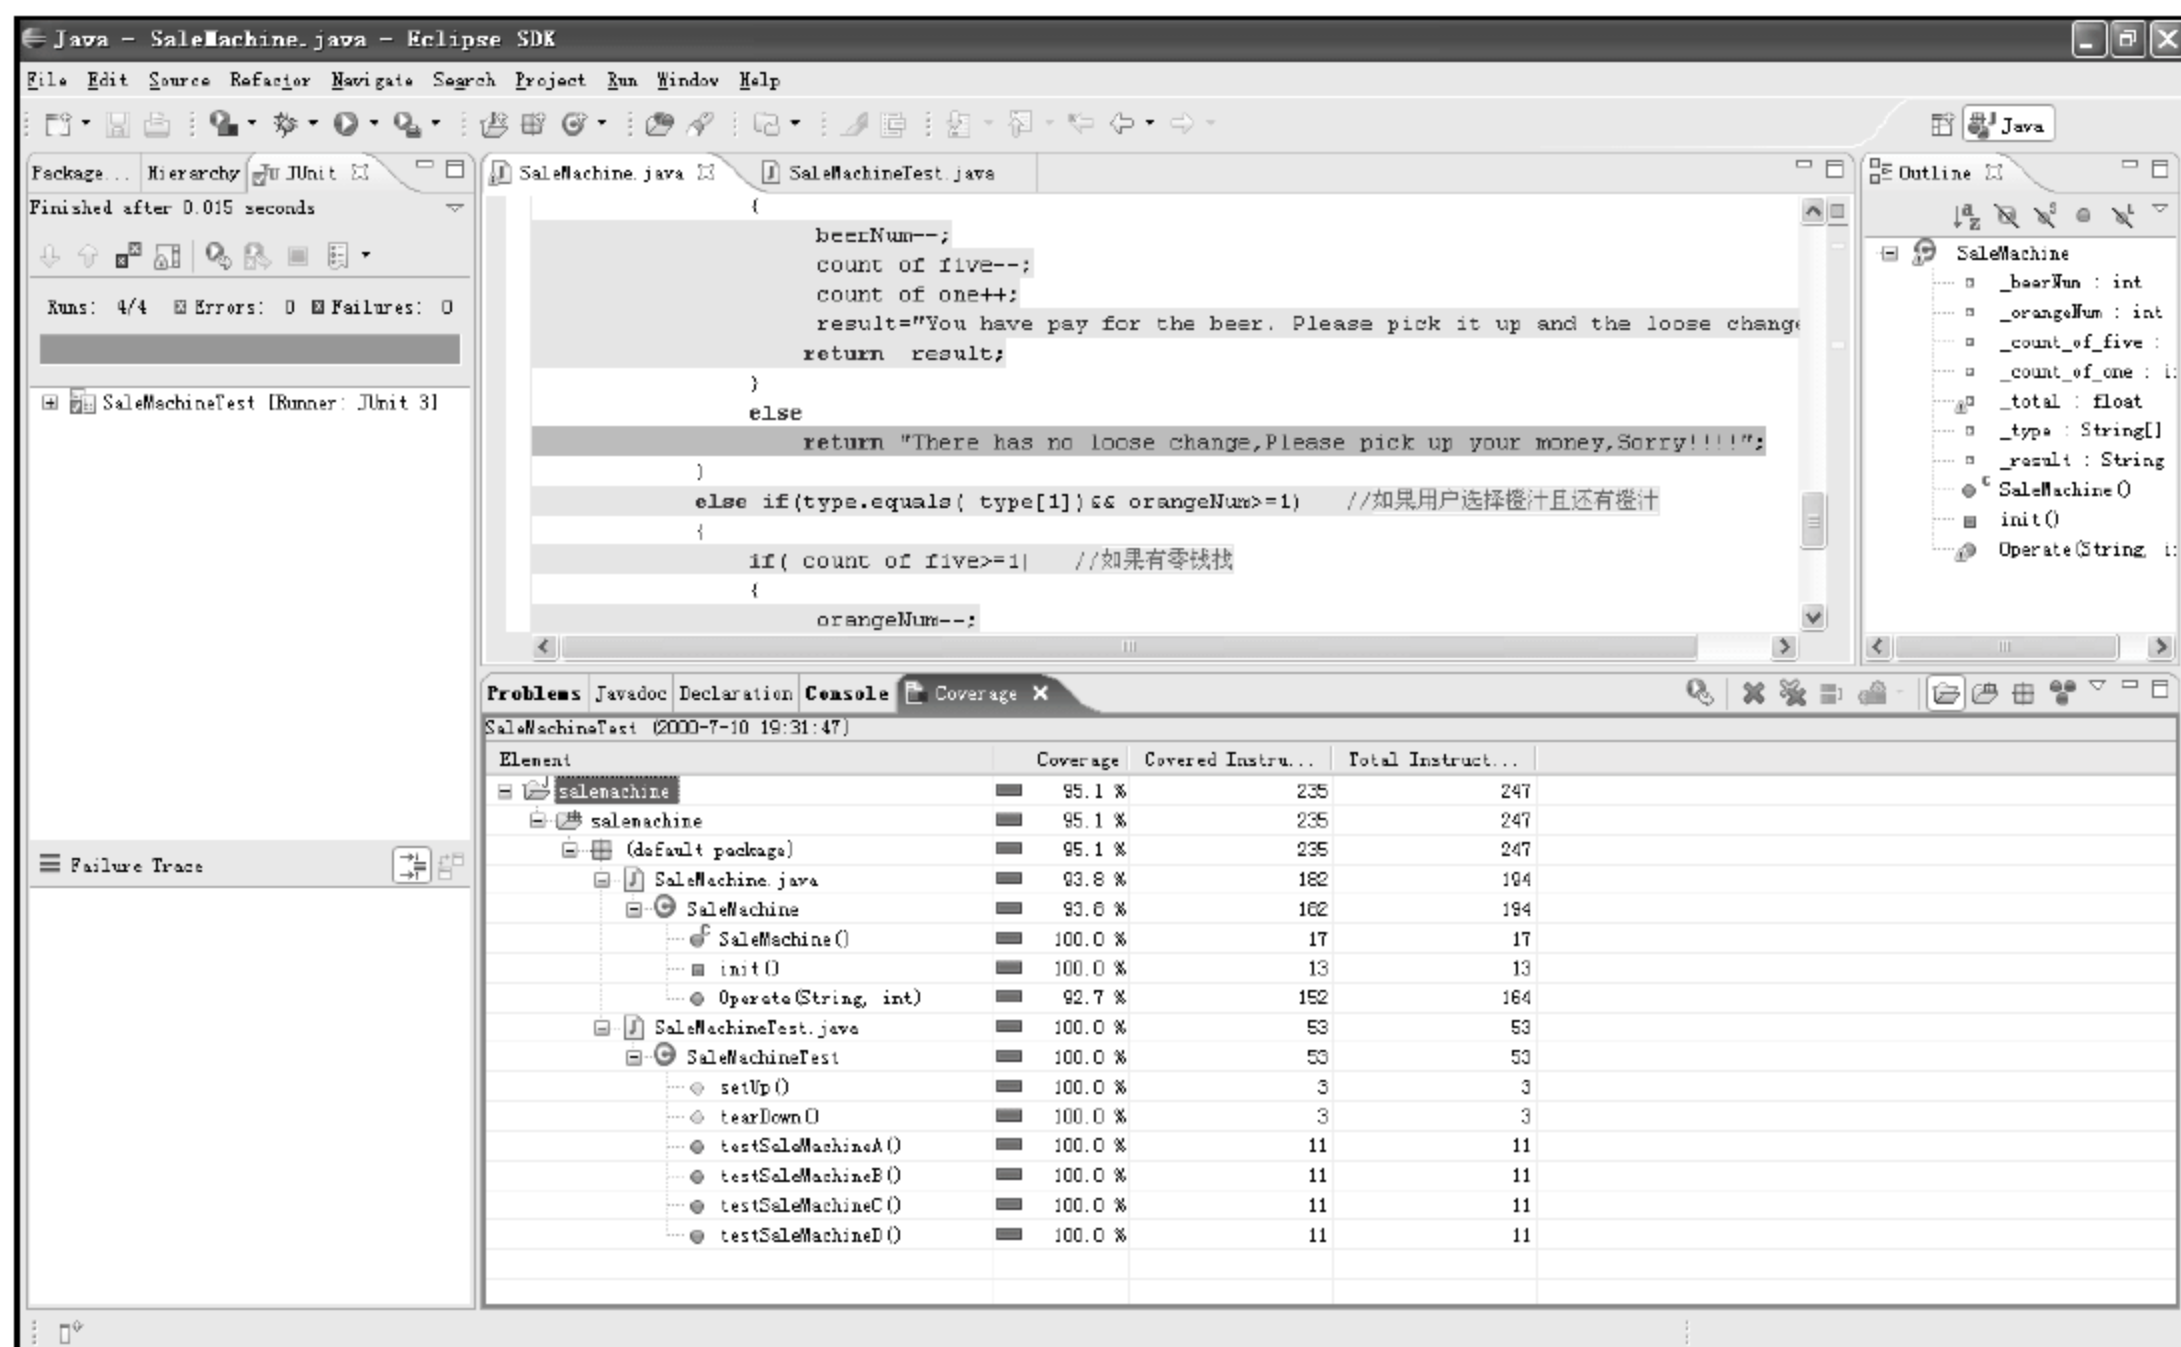 Java - SaleMachine.java - Eclipse SDK
File Edit Source Refactor Navigate Search Project Run Window Help
Java
Package... Hierarchy JUnit
Finished after 0.015 seconds
Runs: 4/4 Errors: 0 Failures: 0
SaleMachineTest [Runner: JUnit 3]
Failure Trace
SaleMachine.java SaleMachineTest.java
{
beerNum--;
count of five--;
count of one++;
result="You have pay for the beer. Please pick it up and the loose change
return result;
}
else
return "There has no loose change,Please pick up your money,Sorry!!!!";
}
else if(type.equals( type[1])&& orangeNum>=1) //如果用户选择橙汁且还有橙汁
{
if( count of five>=1| //如果有零钱找
{
orangeNum--;
Outline
SaleMachine
_beerNum : int
_orangeNum : int
_count_of_five :
_count_of_one : i
_total : float
_type : String[]
_result : String
SaleMachine()
init()
Operate(String, i
Problems Javadoc Declaration Console Coverage
SaleMachineTest (2000-7-10 19:31:47)
Element Coverage Covered Instru... Total Instruct...
salemachine 95.1 % 235 247
salemachine 95.1 % 235 247
(default package) 95.1 % 235 247
SaleMachine.java 93.8 % 182 194
SaleMachine 93.8 % 182 194
SaleMachine() 100.0 % 17 17
init() 100.0 % 13 13
Operate(String, int) 92.7 % 152 164
SaleMachineTest.java 100.0 % 53 53
SaleMachineTest 100.0 % 53 53
setUp() 100.0 % 3 3
tearDown() 100.0 % 3 3
testSaleMachineA() 100.0 % 11 11
testSaleMachineB() 100.0 % 11 11
testSaleMachineC() 100.0 % 11 11
testSaleMachineD() 100.0 % 11 11